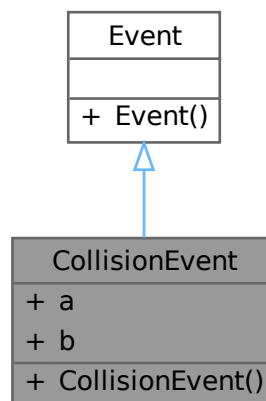 Event
+ Event()
CollisionEvent
+ a
+ b
+ CollisionEvent()